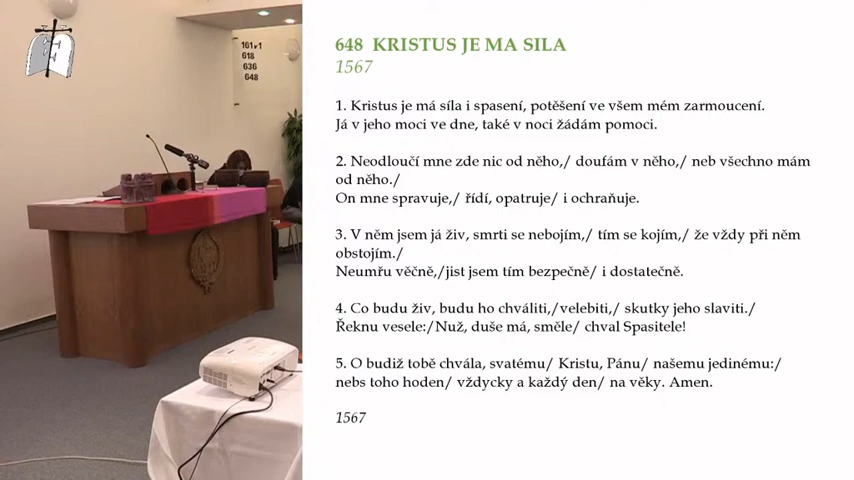 161 v 1
618
636
648
648 KRISTUS JE MA SILA
1567
1. Kristus je má síla i spasení, potěšení ve všem mém zarmoucení.
Já v jeho moci ve dne, také v noci žádám pomoci.
2. Neodloučí mne zde nic od něho,/ doufám v něho,/ neb všechno mám
od něho./
On mne spravuje,/ řídí, opatruje/ i ochraňuje.
3. V něm jsem já živ, smrti se nebojím,/ tím se kojím,/ že vždy při něm
obstojím./
Neumřu věčně,/jist jsem tím bezpečně/ i dostatečně.
4. Co budu živ, budu ho chváliti,/velebiti,/ skutky jeho slaviti./
Řeknu vesele:/Nuž, duše má, směle/ chval Spasitele!
5. O budiž tobě chvála, svatému/ Kristu, Pánu/ našemu jedinému:/
nebs toho hoden/ vždycky a každý den/ na věky. Amen.
1567